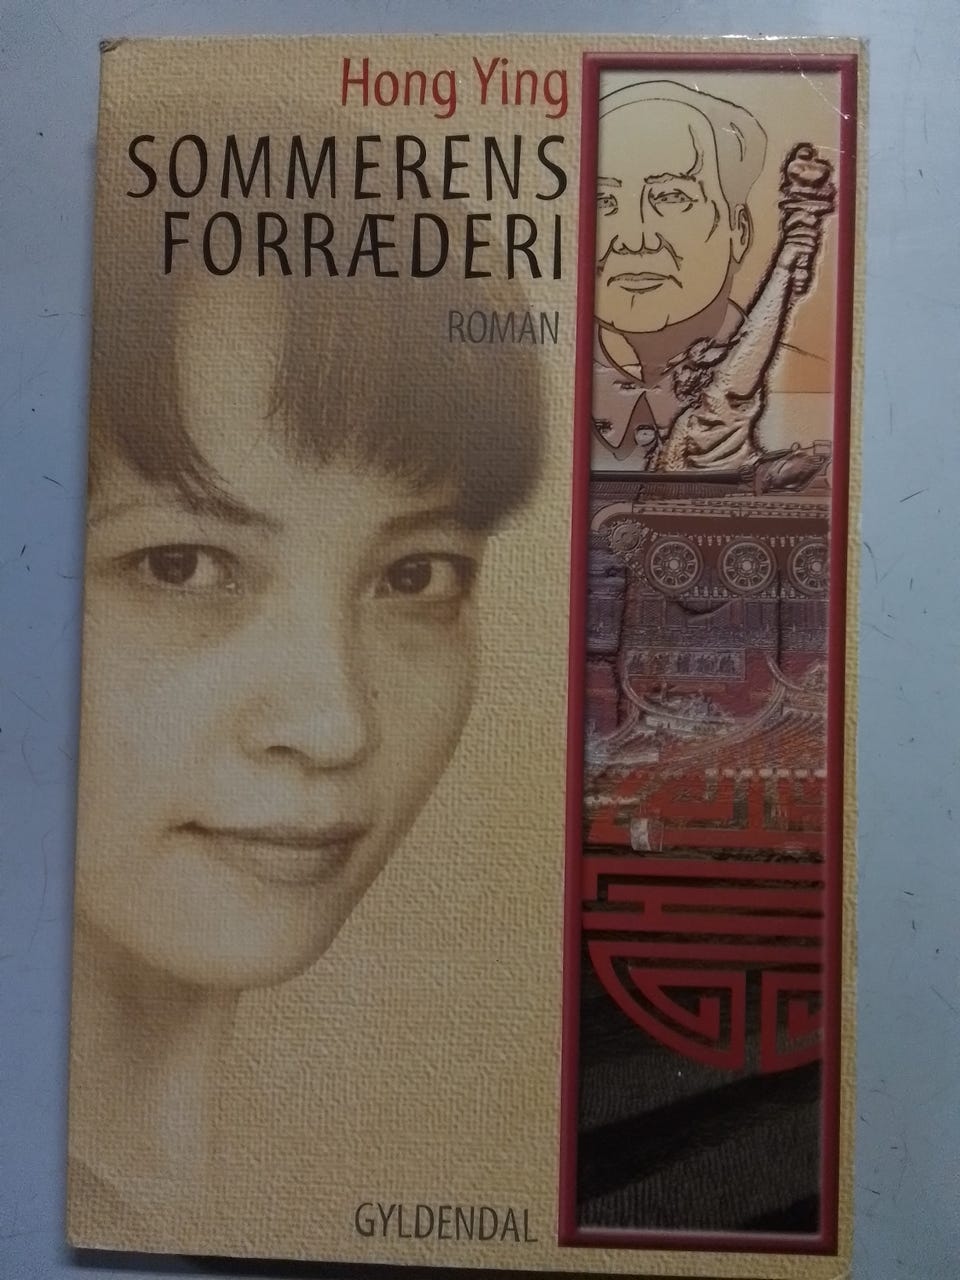 Hong Ying
SOMMERENS
FORRÆDERI
ROMAN
GYLDENDAL